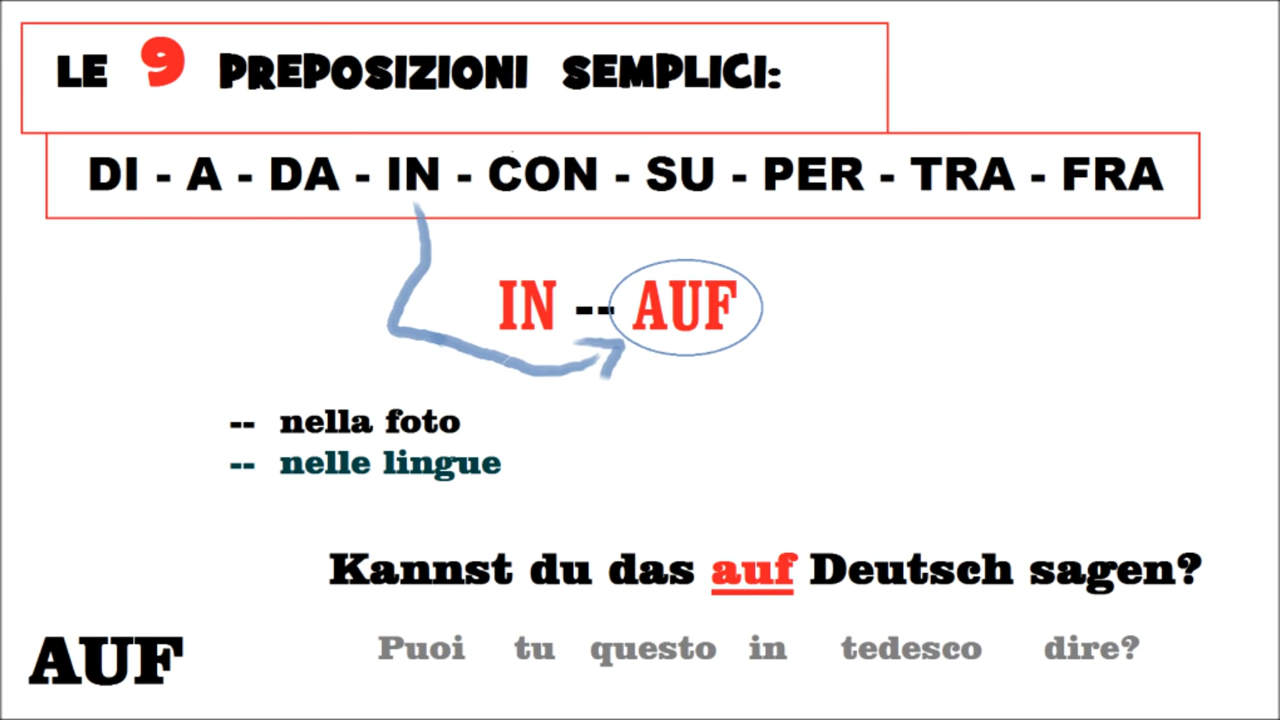 LE 9 PREPOSIZIONI SEMPLICI:
DI - A - DA - IN - CON - SU - PER - TRA - FRA
IN -- AUF
-- nella foto
-- nelle lingue
Kannst du das auf Deutsch sagen?
Puoi tu questo in tedesco dire?
AUF